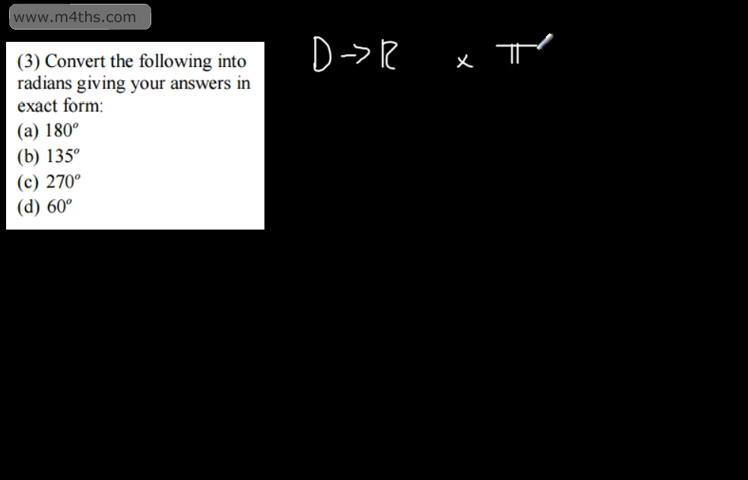 www.m4ths.com
D → R × π
(3) Convert the following into
radians giving your answers in
exact form:
(a) 180°
(b) 135°
(c) 270°
(d) 60°